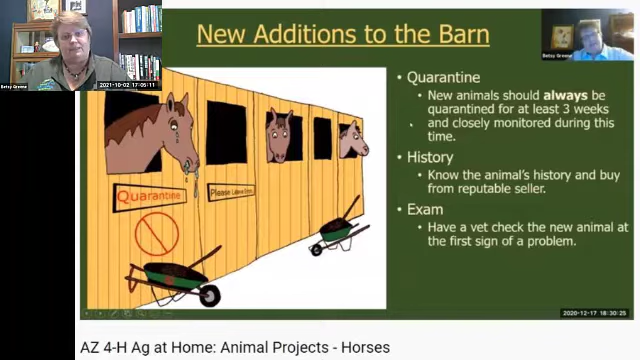 New Additions to the Barn
Betsy Greene
2021-10-02 17:05:11
Betsy Greene
• Quarantine
• New animals should always be
quarantined for at least 3 weeks
and closely monitored during this
time.
• History
• Know the animal's history and buy
from reputable seller.
• Exam
• Have a vet check the new animal at
the first sign of a problem.
Quarantine
2020-12-17 18:30:25
AZ 4-H Ag at Home: Animal Projects - Horses